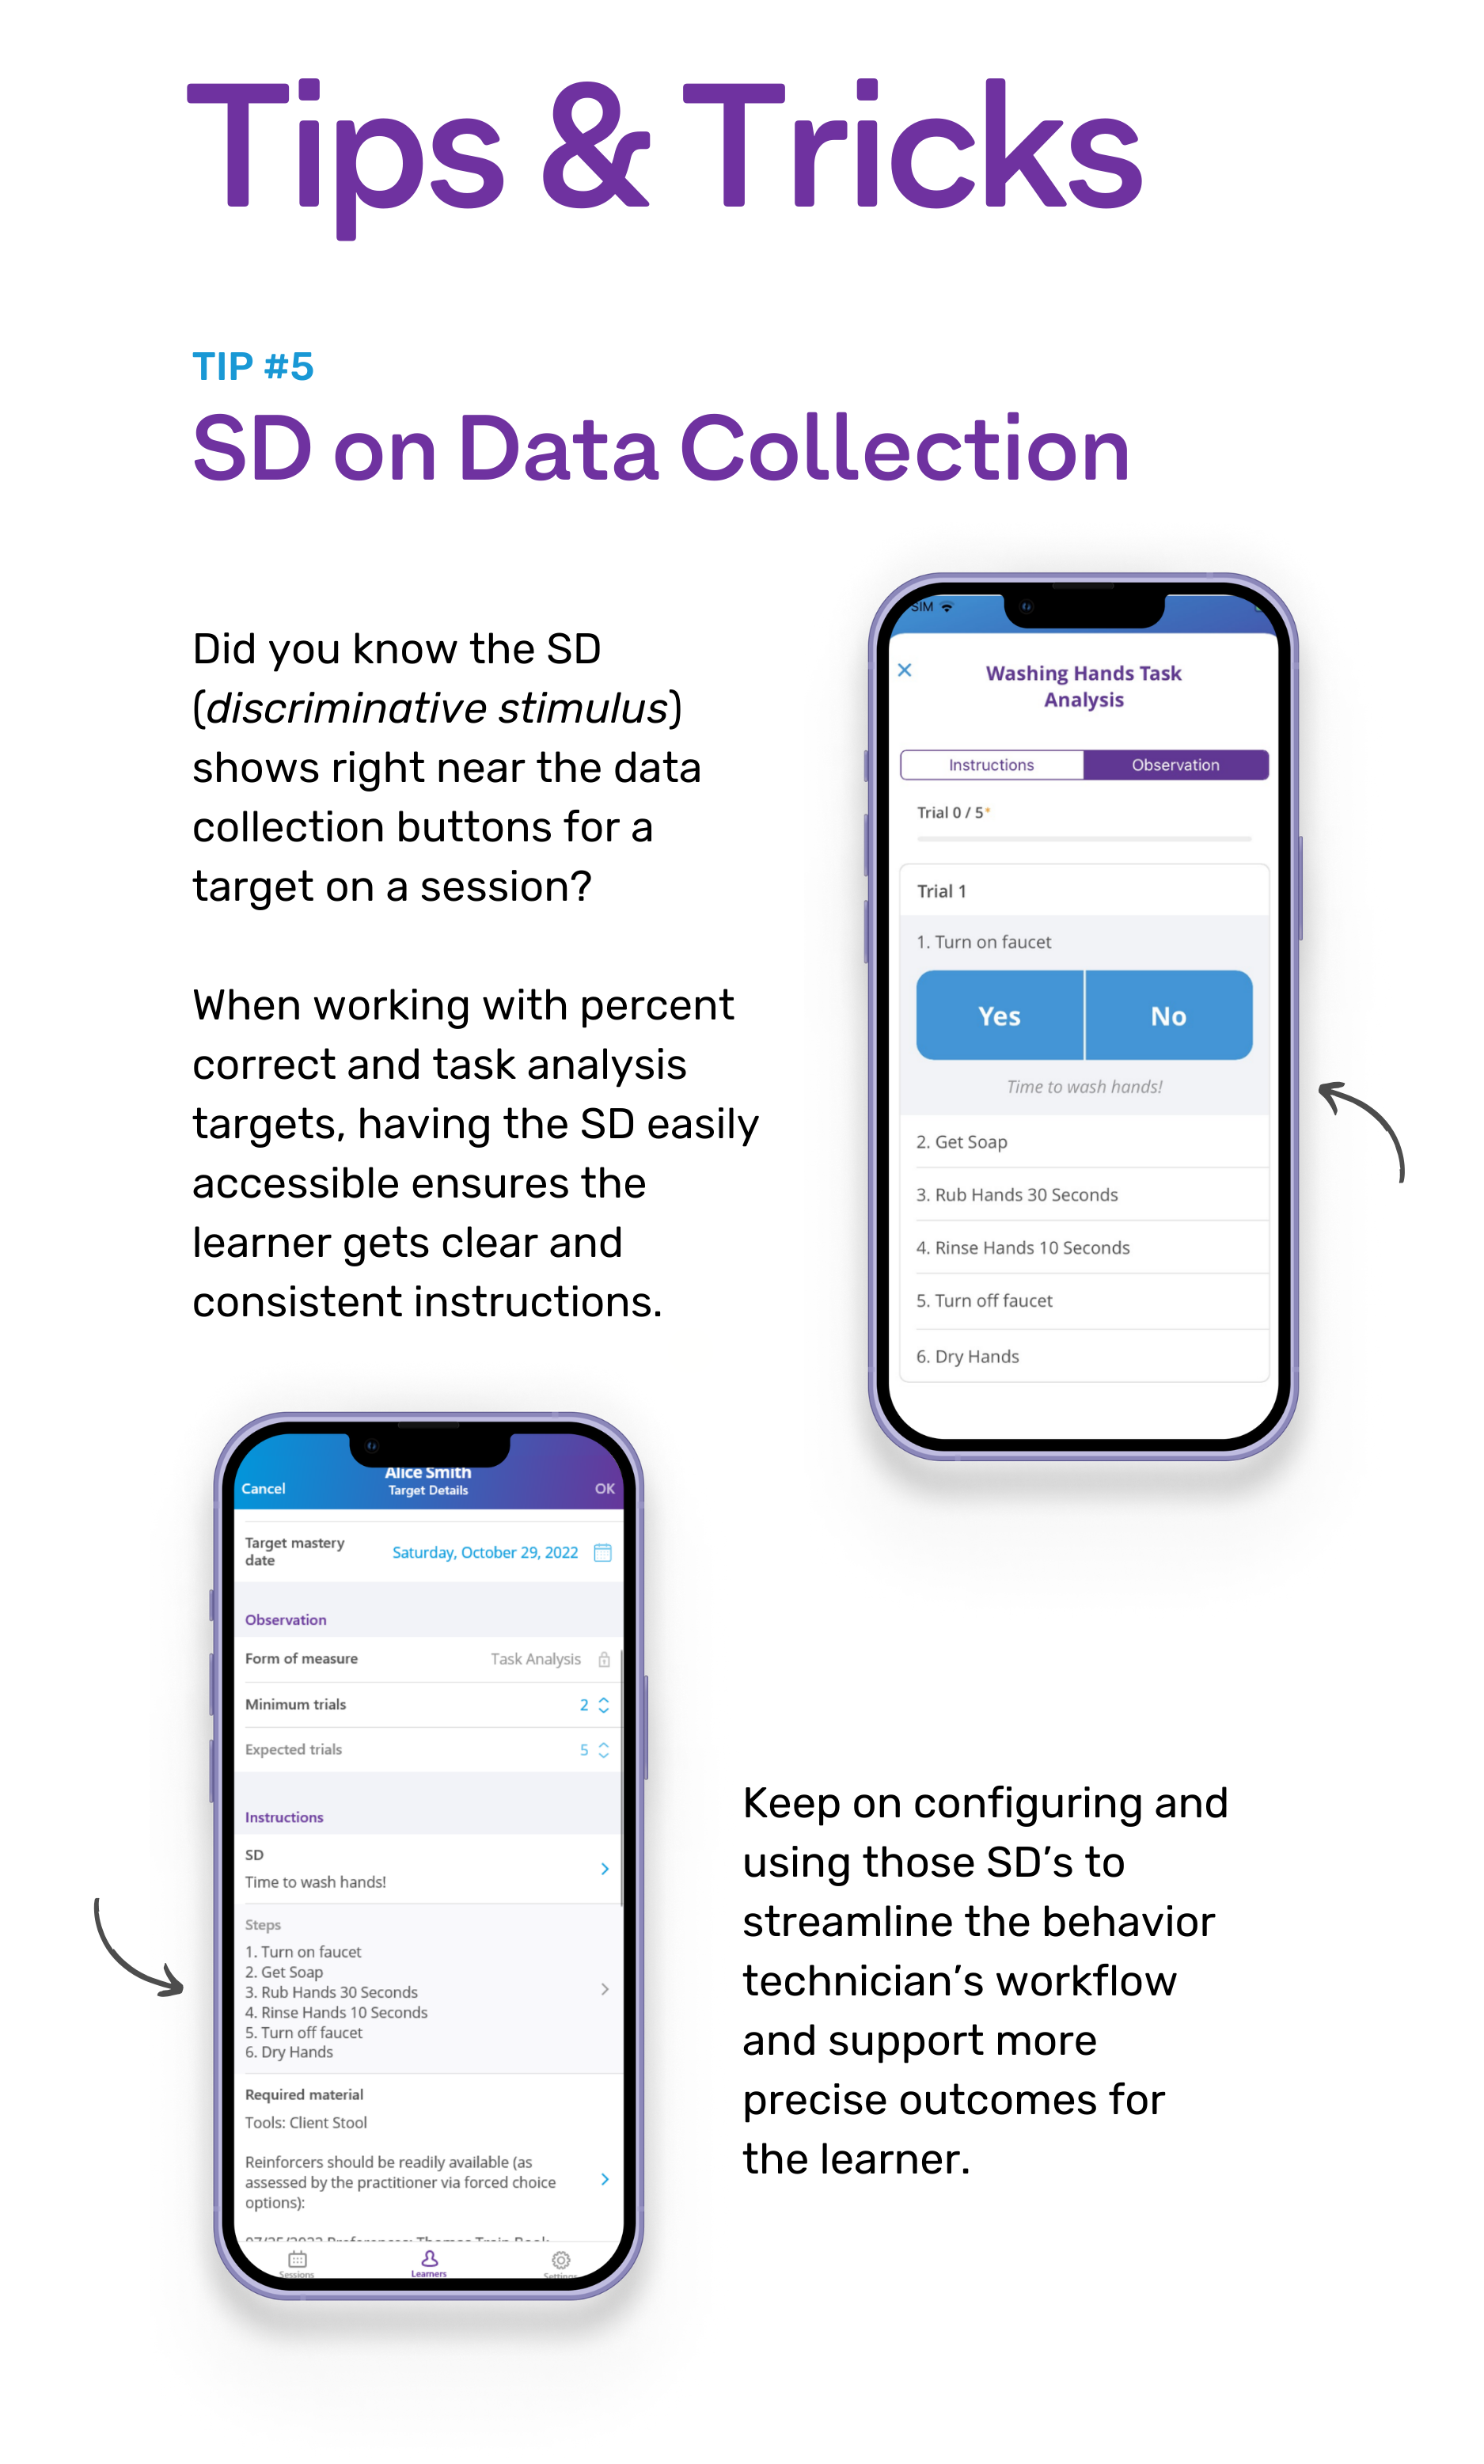 Tips & Tricks
TIP #5
SD on Data Collection
Did you know the SD
(discriminative stimulus)
shows right near the data
collection buttons for a
target on a session?
When working with percent
correct and task analysis
targets, having the SD easily
accessible ensures the
learner gets clear and
consistent instructions.
SIM
Washing Hands Task
Analysis
Instructions
Observation
Trial 0 / 5*
Trial 1
1. Turn on faucet
Yes
No
Time to wash hands!
2. Get Soap
3. Rub Hands 30 Seconds
4. Rinse Hands 10 Seconds
5. Turn off faucet
6. Dry Hands
Alice Smith
Cancel
Target Details
OK
Target mastery
date
Saturday, October 29, 2022
Observation
Form of measure
Task Analysis
Minimum trials
2
Expected trials
5
Instructions
SD
Time to wash hands!
Steps
1. Turn on faucet
2. Get Soap
3. Rub Hands 30 Seconds
4. Rinse Hands 10 Seconds
5. Turn off faucet
6. Dry Hands
Required material
Tools: Client Stool
Reinforcers should be readily available (as
assessed by the practitioner via forced choice
options):
Sessions
Learners
Settings
Keep on configuring and
using those SD's to
streamline the behavior
technician's workflow
and support more
precise outcomes for
the learner.